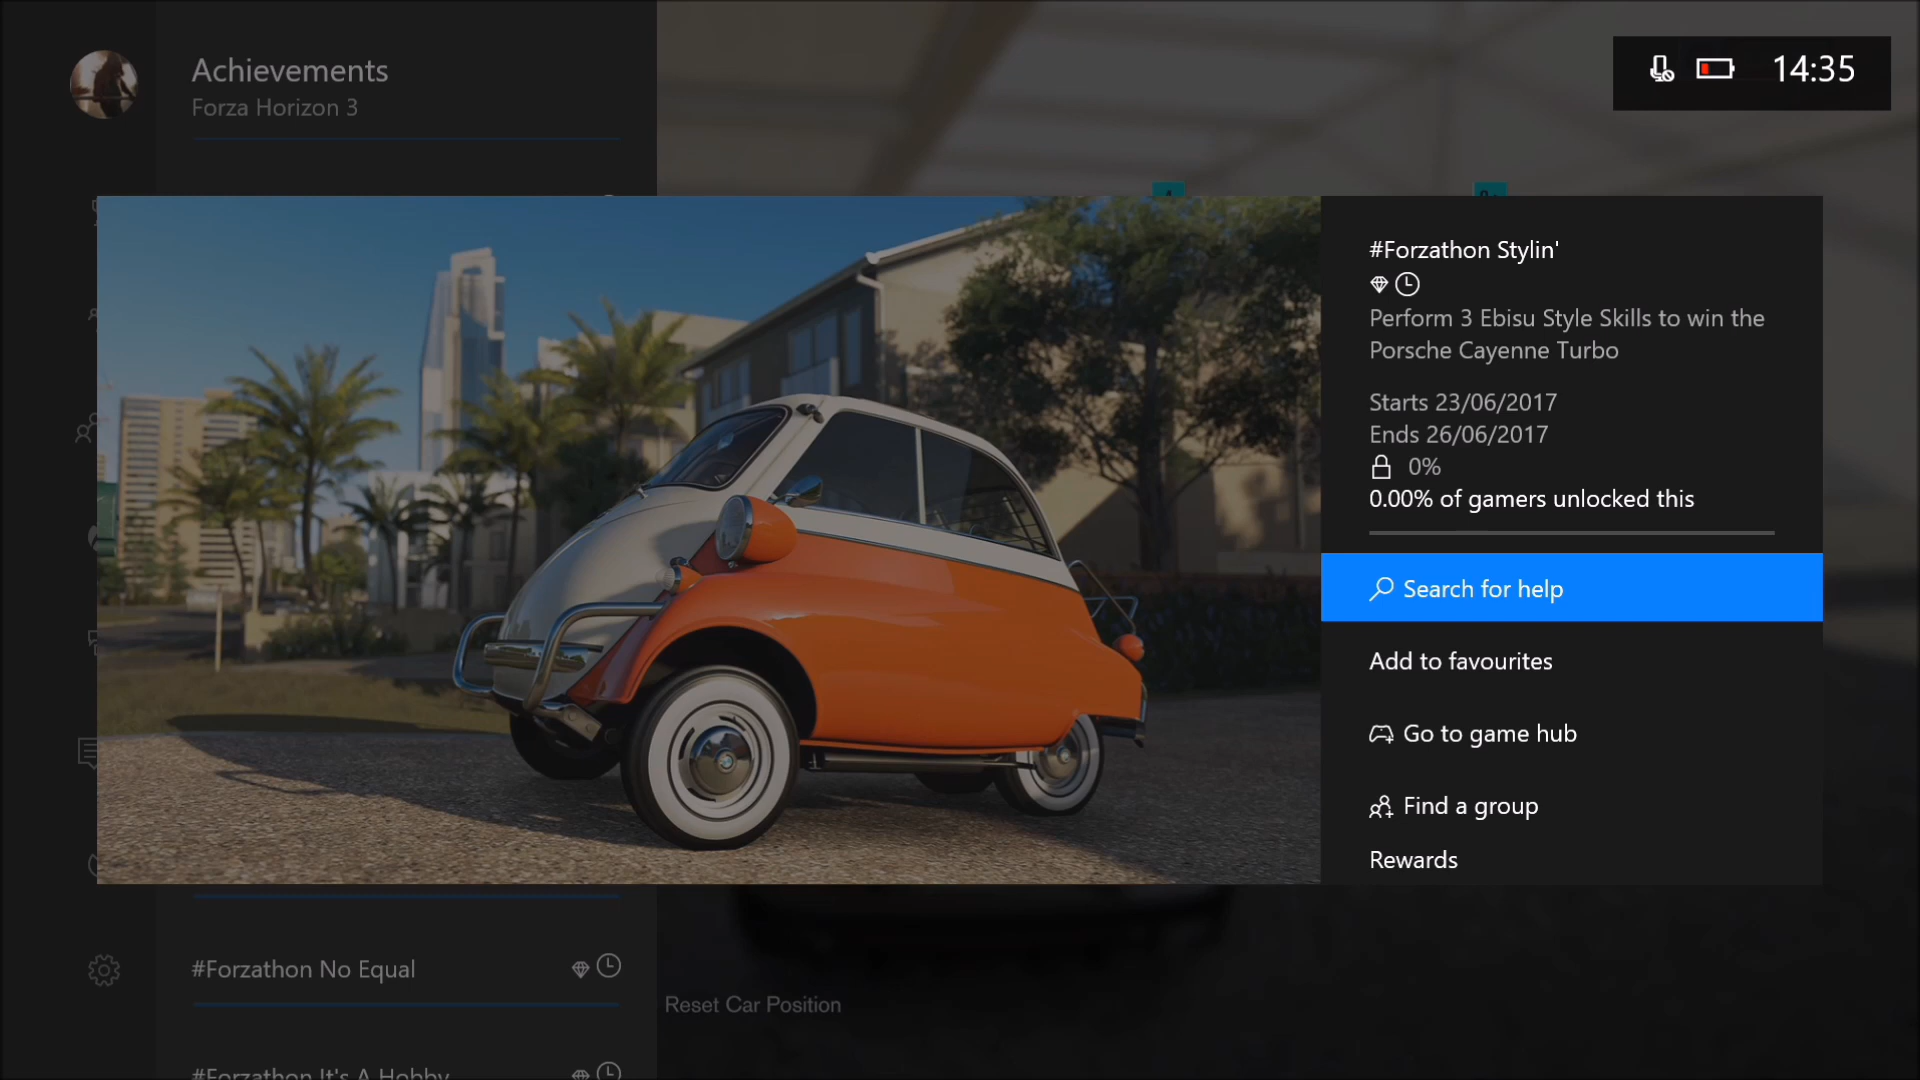 Achievements
Forza Horizon 3
14:35
#Forzathon Stylin'
Perform 3 Ebisu Style Skills to win the
Porsche Cayenne Turbo
Starts 23/06/2017
Ends 26/06/2017
0%
0.00% of gamers unlocked this
Search for help
Add to favourites
Go to game hub
Find a group
Rewards
#Forzathon No Equal
Reset Car Position
#Forzathon It's A Hobby